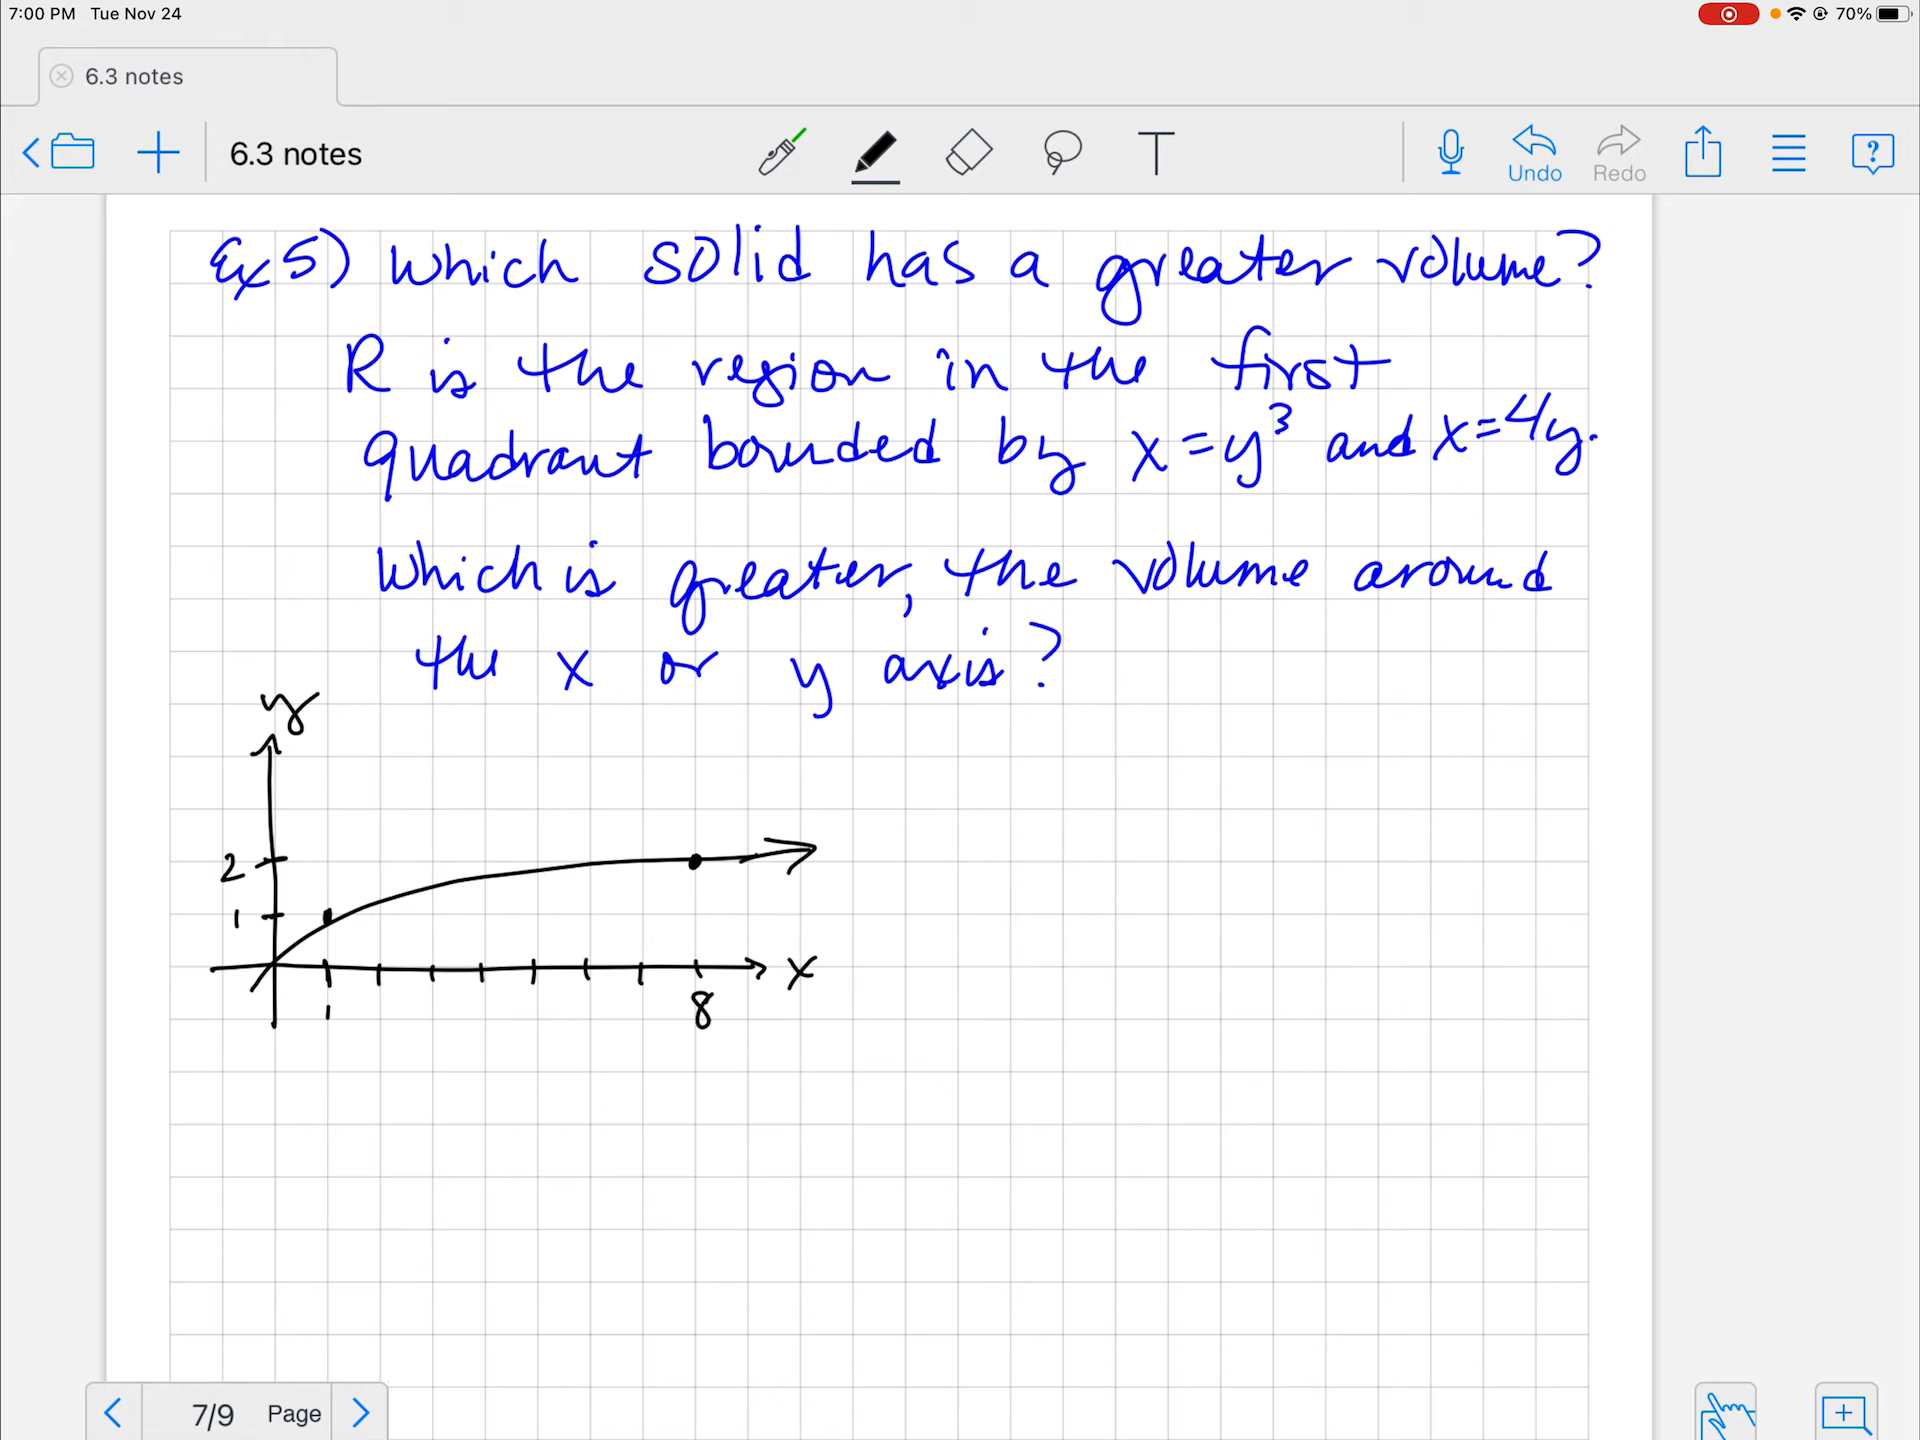 7:00 PM Tue Nov 24
70%
6.3 notes
6.3 notes
T
Undo
Redo
?
Ex 5) Which solid has a greater volume?
R is the region in the first
quadrant bounded by x = y³ and x = 4y.
Which is greater, the volume around
the x or y axis?
y
2
1
x
1
8
7/9 Page